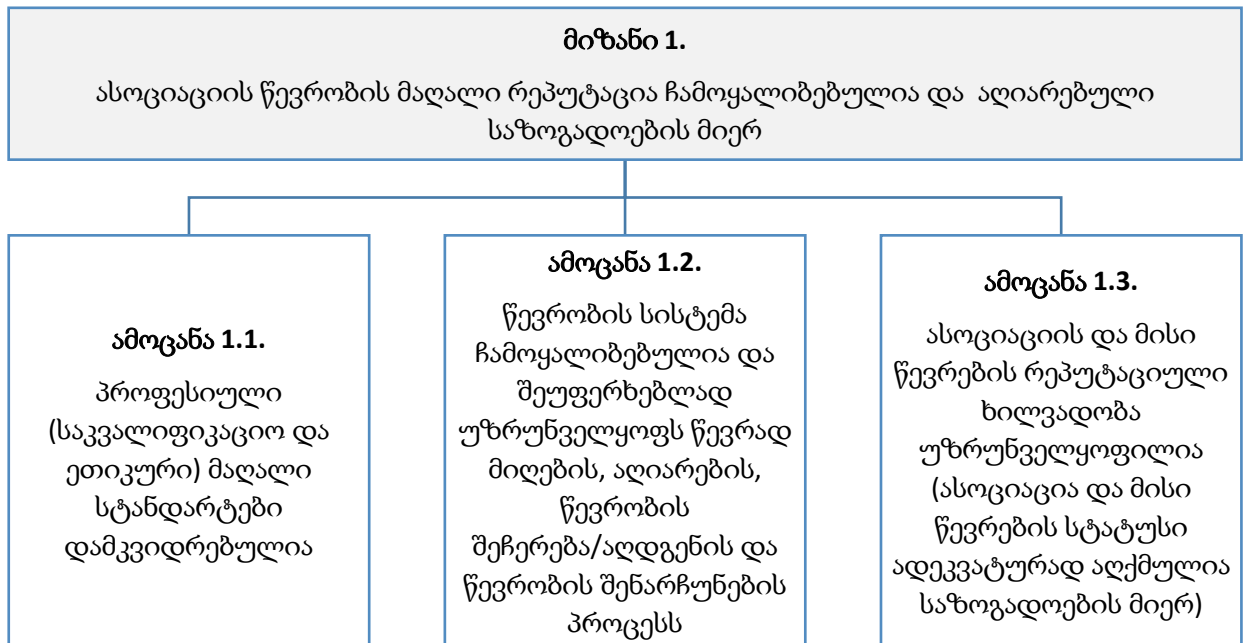 მიზანი 1.
ასოციაციის წევრობის მაღალი რეპუტაცია ჩამოყალიბებულია და აღიარებული
საზოგადოების მიერ
ამოცანა 1.1.
პროფესიული
(საკვალიფიკაციო და
ეთიკური) მაღალი
სტანდარტები
დამკვიდრებულია
ამოცანა 1.2.
წევრობის სისტემა
ჩამოყალიბებულია და
შეუფერხებლად
უზრუნველყოფს წევრად
მიღების, აღიარების,
წევრობის
შეჩერება/აღდგენის და
წევრობის შენარჩუნების
პროცესს
ამოცანა 1.3.
ასოციაციის და მისი
წევრების რეპუტაციული
ხილვადობა
უზრუნველყოფილია
(ასოციაცია და მისი
წევრების სტატუსი
ადეკვატურად აღქმულია
საზოგადოების მიერ)